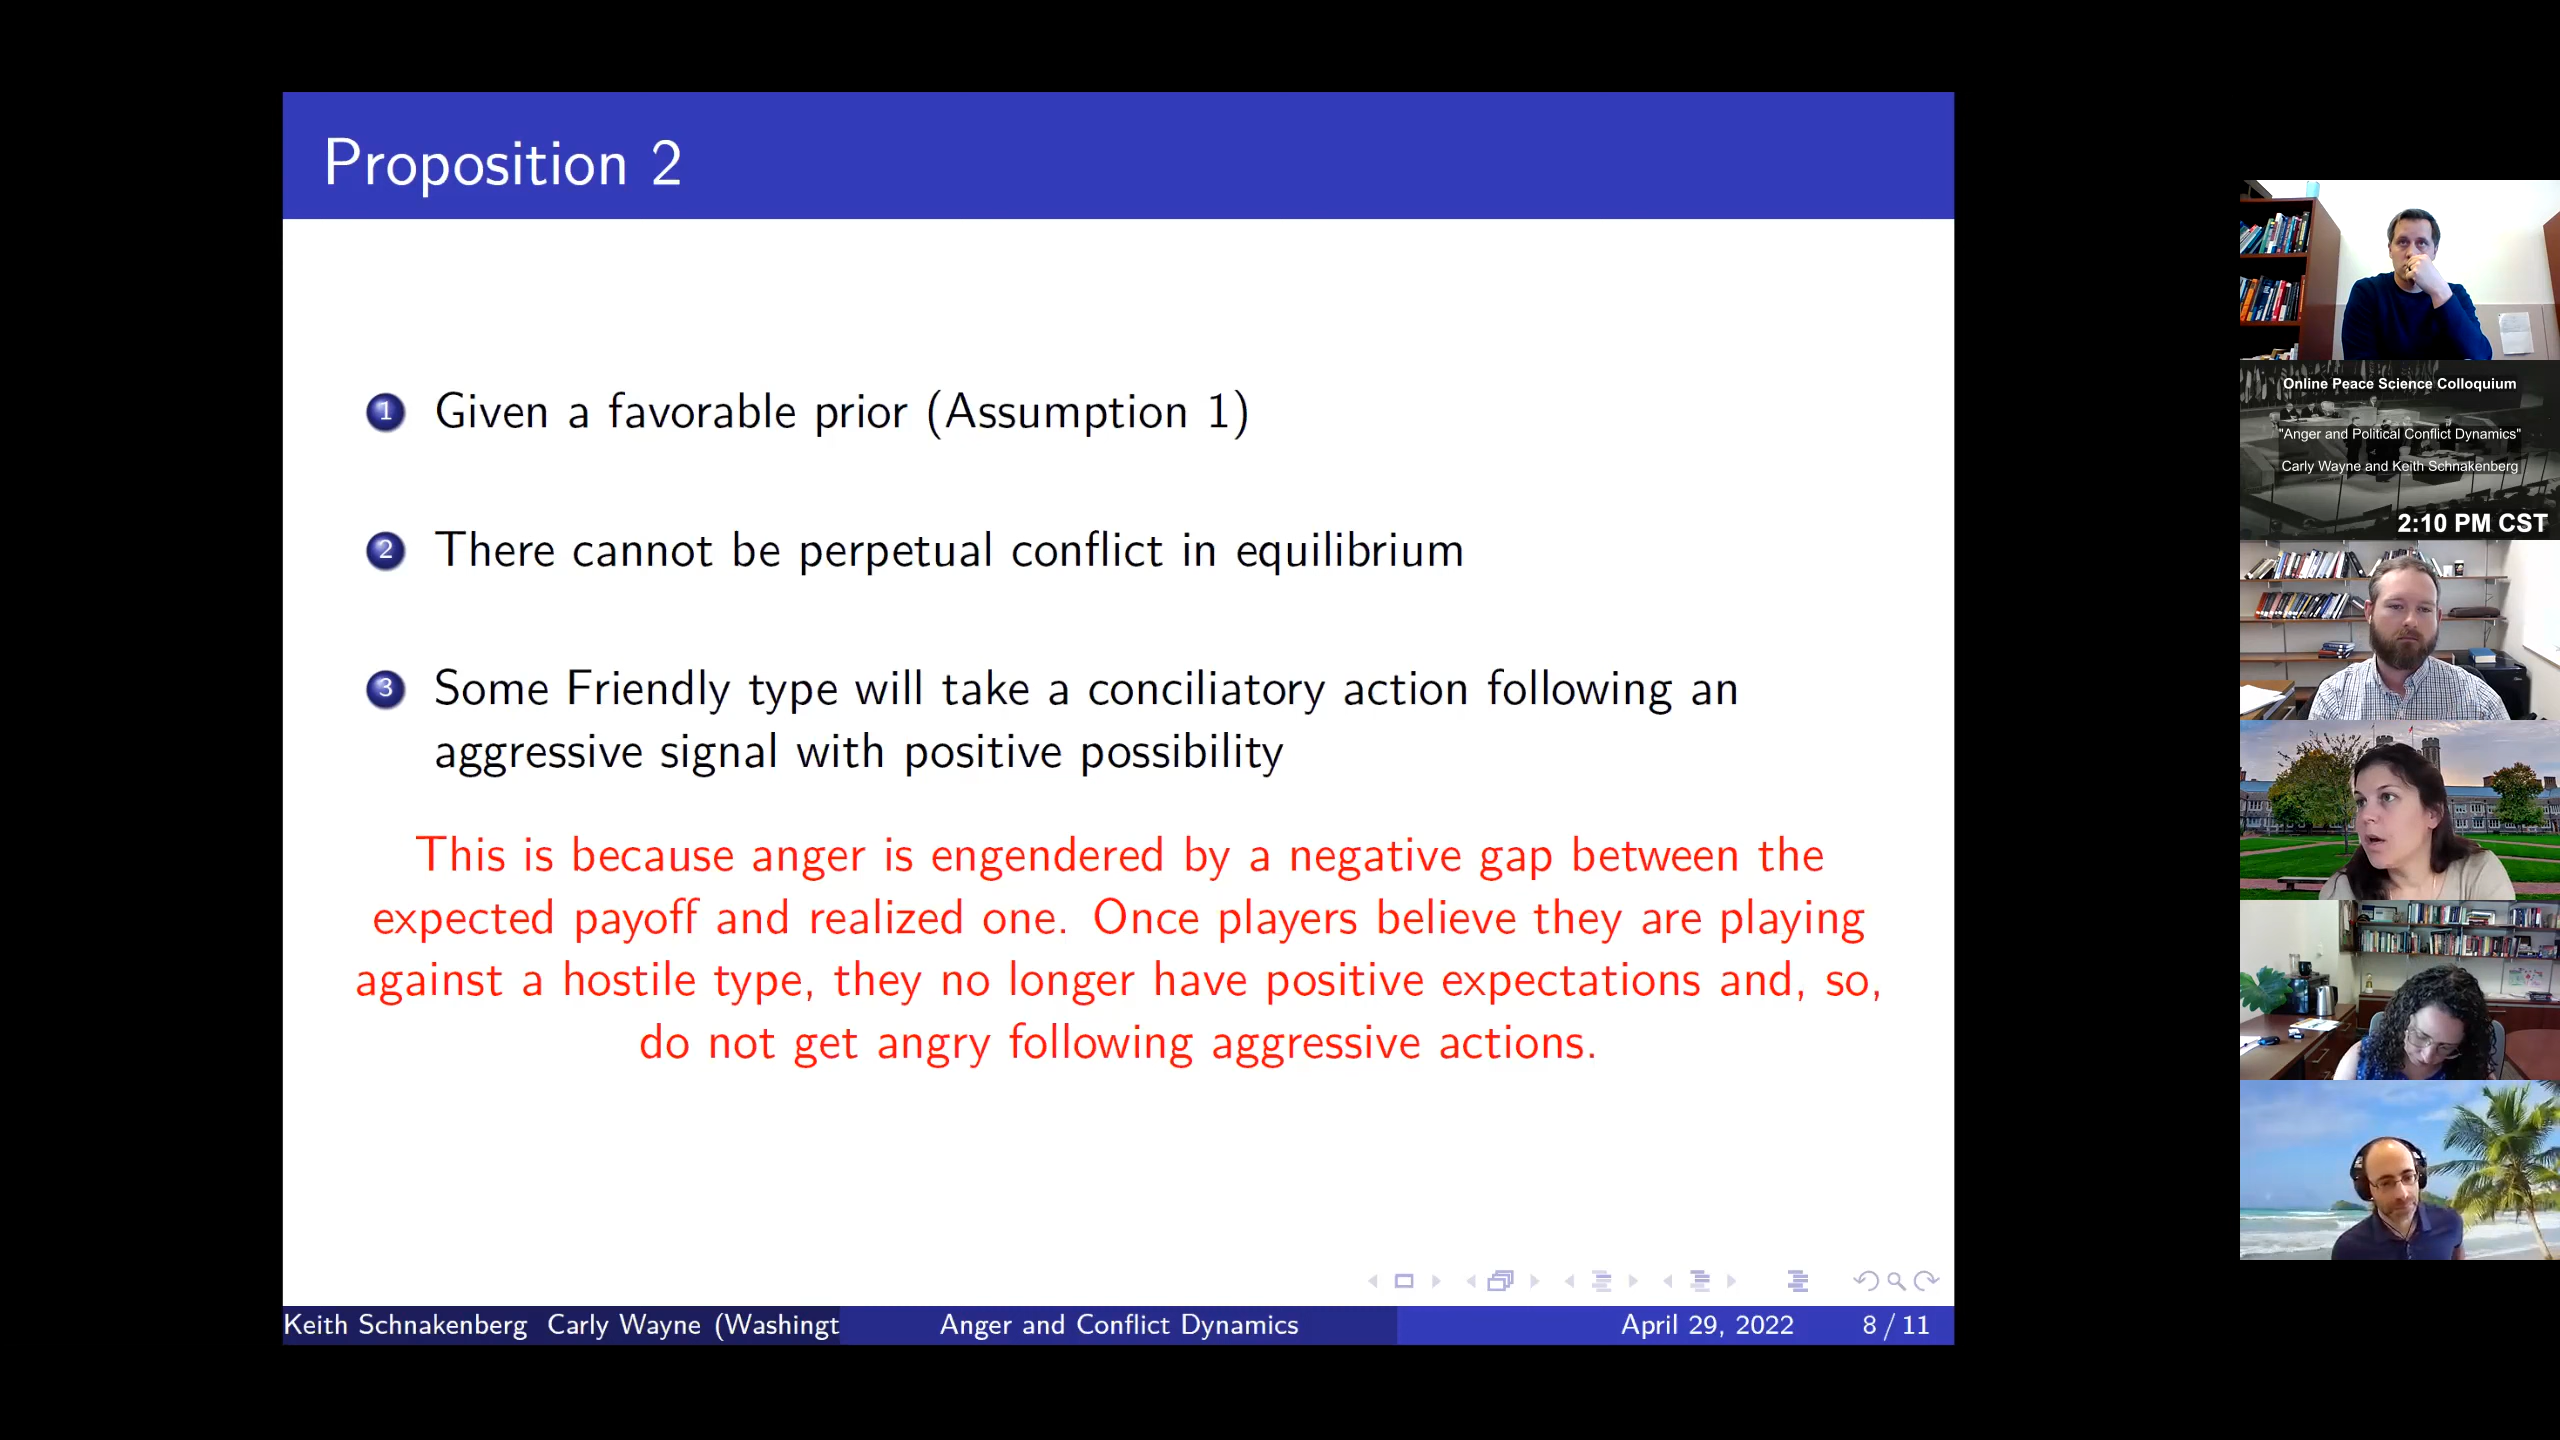 Proposition 2
1 Given a favorable prior (Assumption 1)
2 There cannot be perpetual conflict in equilibrium
3 Some Friendly type will take a conciliatory action following an
aggressive signal with positive possibility
This is because anger is engendered by a negative gap between the
expected payoff and realized one. Once players believe they are playing
against a hostile type, they no longer have positive expectations and, so,
do not get angry following aggressive actions.
Keith Schnakenberg Carly Wayne (Washingt
Anger and Conflict Dynamics
April 29, 2022
8 / 11
Online Peace Science Colloquium
"Anger and Political Conflict Dynamics"
Carly Wayne and Keith Schnakenberg
2:10 PM CST